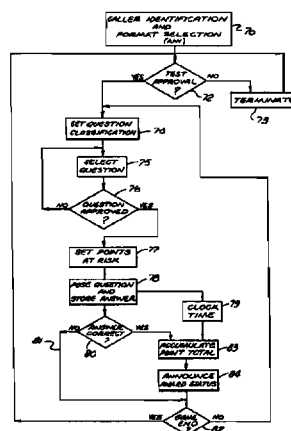 CALLER IDENTIFICATION
AND
FORMAT SELECTION
(ANI)
70
TEST
APPROVAL
?
YES
NO
72
TERMINATE
73
SET QUESTION
CLASSIFICATION
74
SELECT
QUESTION
75
76
QUESTION
APPROVED
?
NO
YES
77
SET POINTS
AT RISK
78
POSE QUESTION
AND
STORE ANSWER
79
CLOCK
TIME
81
NO
ANSWER
CORRECT
?
YES
80
ACCUMULATE
POINT TOTAL
83
ANNOUNCE
AWARD STATUS
84
YES
GAME
END
?
NO
82